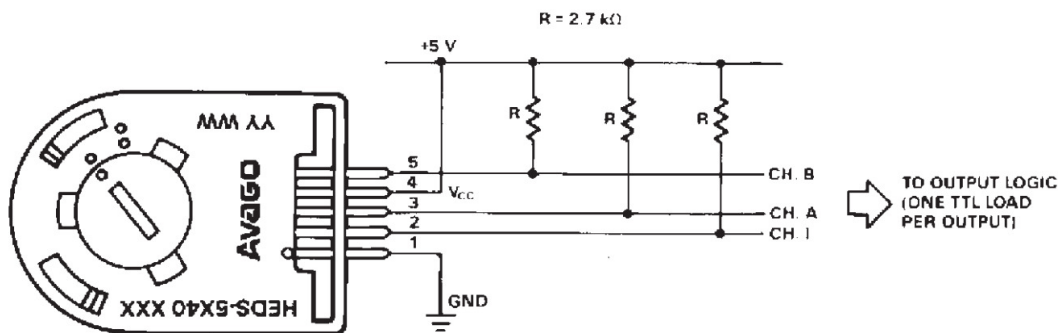 R = 2.7 kΩ
+5 V
R
R
R
YY WW
AVAGO
HEDS-5X40 XXX
5
4
3
2
1
VCC
GND
CH. B
CH. A
CH. I
TO OUTPUT LOGIC
(ONE TTL LOAD
PER OUTPUT)